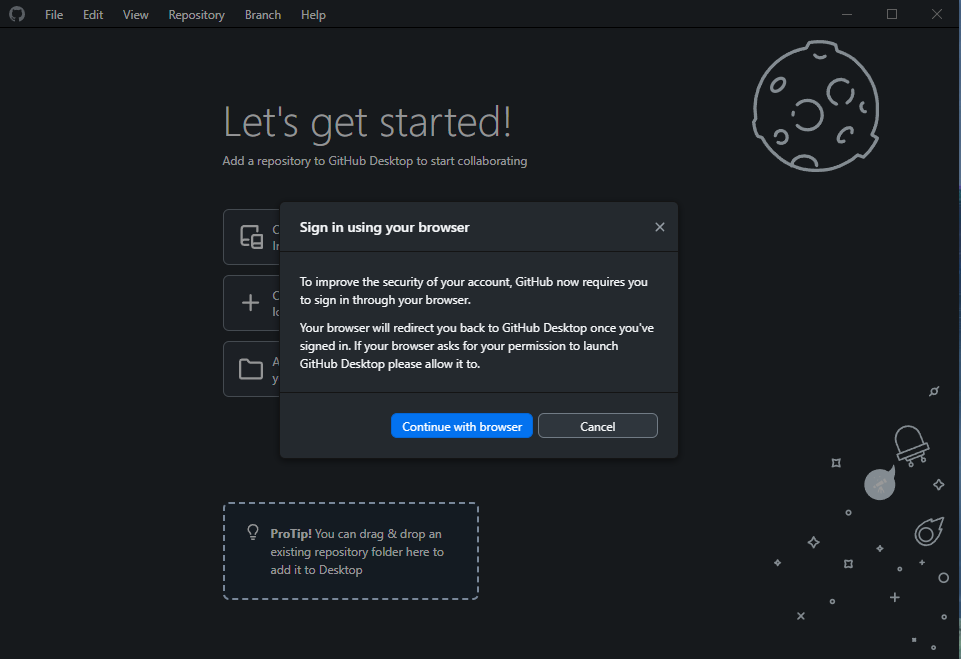 File Edit View Repository Branch Help
Let's get started!
Add a repository to GitHub Desktop to start collaborating
Sign in using your browser
To improve the security of your account, GitHub now requires you
to sign in through your browser.
Your browser will redirect you back to GitHub Desktop once you've
signed in. If your browser asks for your permission to launch
GitHub Desktop please allow it to.
Continue with browser Cancel
ProTip! You can drag & drop an
existing repository folder here to
add it to Desktop